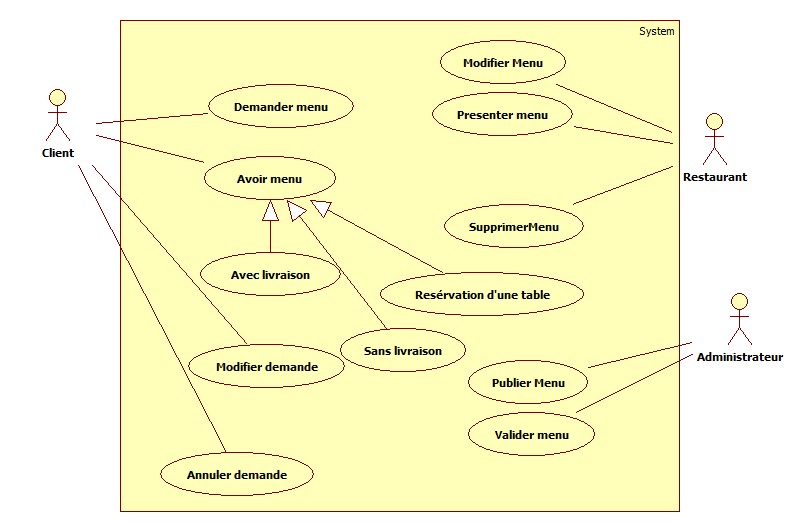 System
Modifier Menu
Demander menu
Presenter menu
Client
Avoir menu
Restaurant
SupprimerMenu
Avec livraison
Resérvation d'une table
Sans livraison
Administrateur
Modifier demande
Publier Menu
Valider menu
Annuler demande